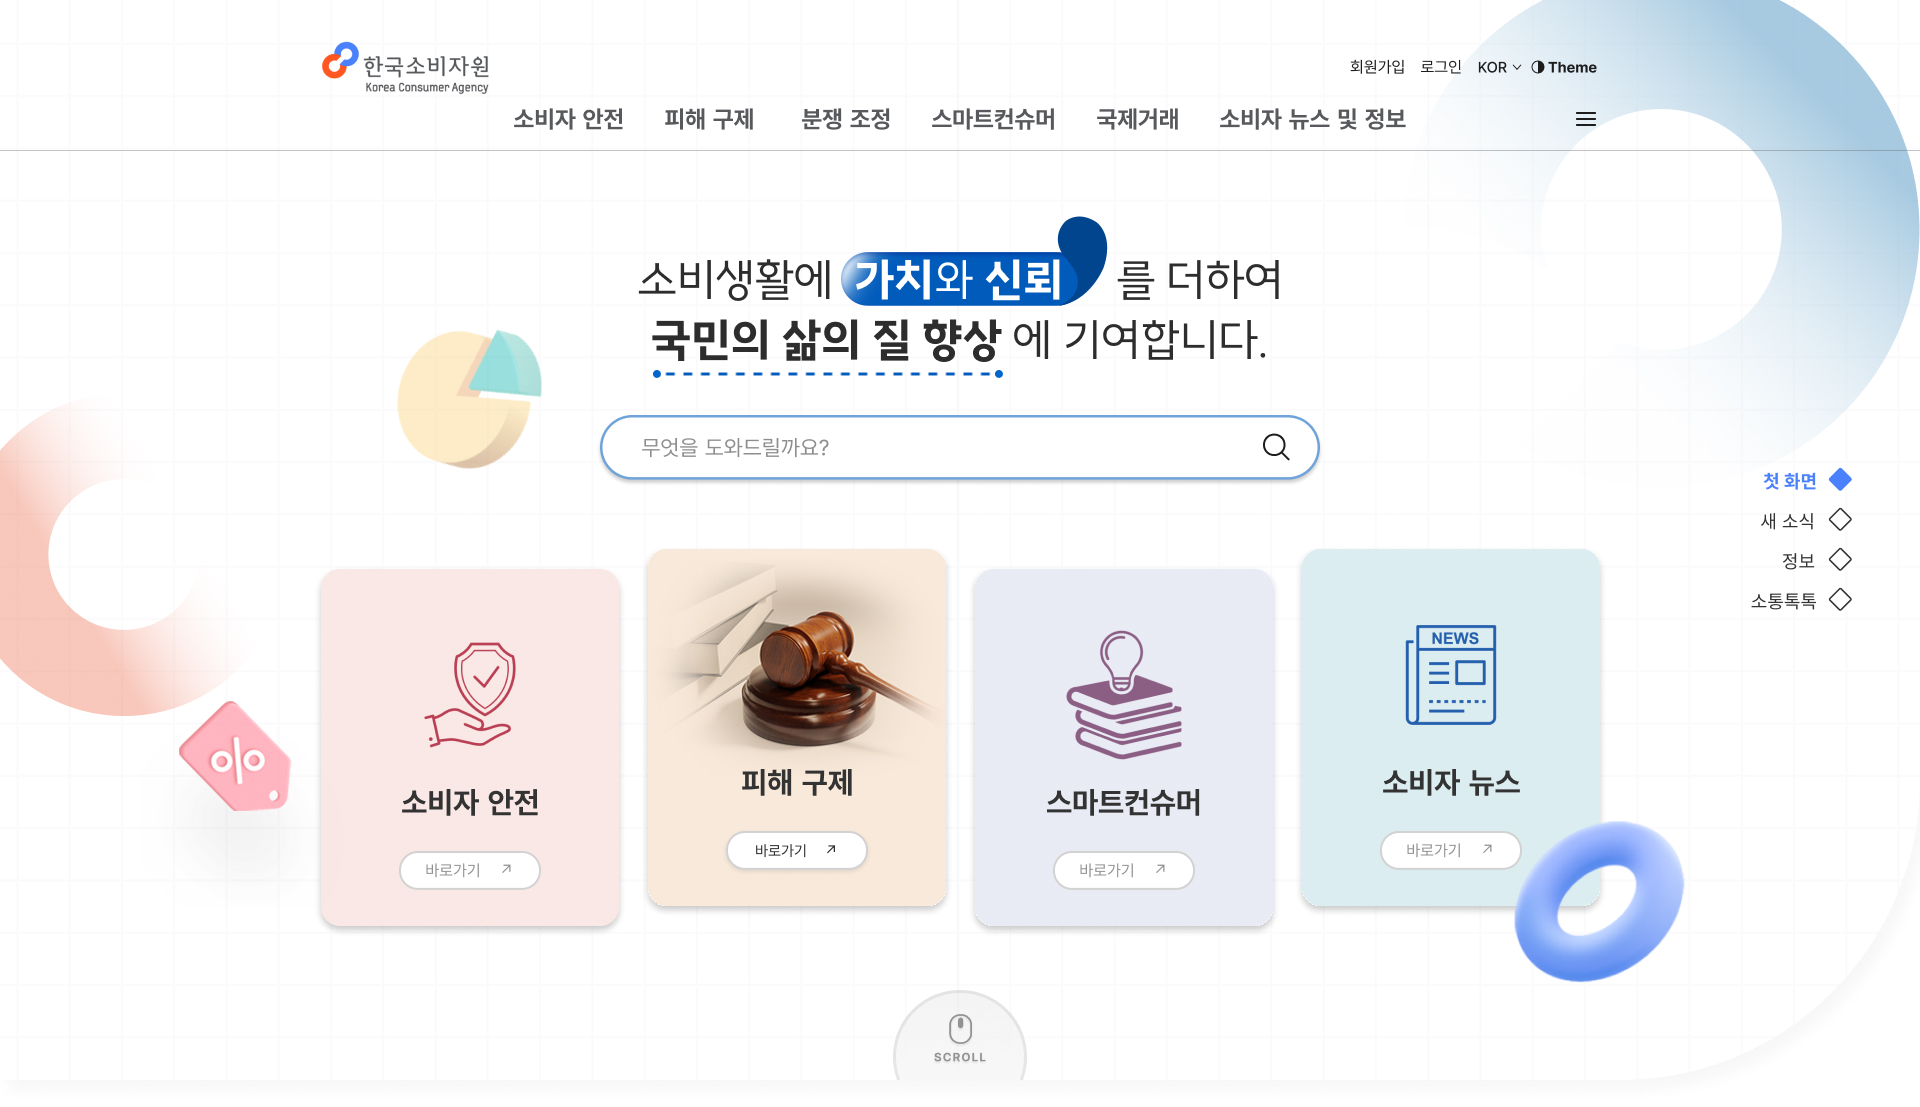 한국소비자원
Korea Consumer Agency
회원가입 로그인 KOR Theme
소비자 안전 피해 구제 분쟁 조정 스마트컨슈머 국제거래 소비자 뉴스 및 정보
소비생활에 가치와 신뢰 를 더하여
국민의 삶의 질 향상 에 기여합니다.
무엇을 도와드릴까요?
첫 화면
새 소식
정보
소통톡톡
소비자 안전
바로가기
피해 구제
바로가기
스마트컨슈머
바로가기
NEWS
소비자 뉴스
바로가기
%
SCROLL